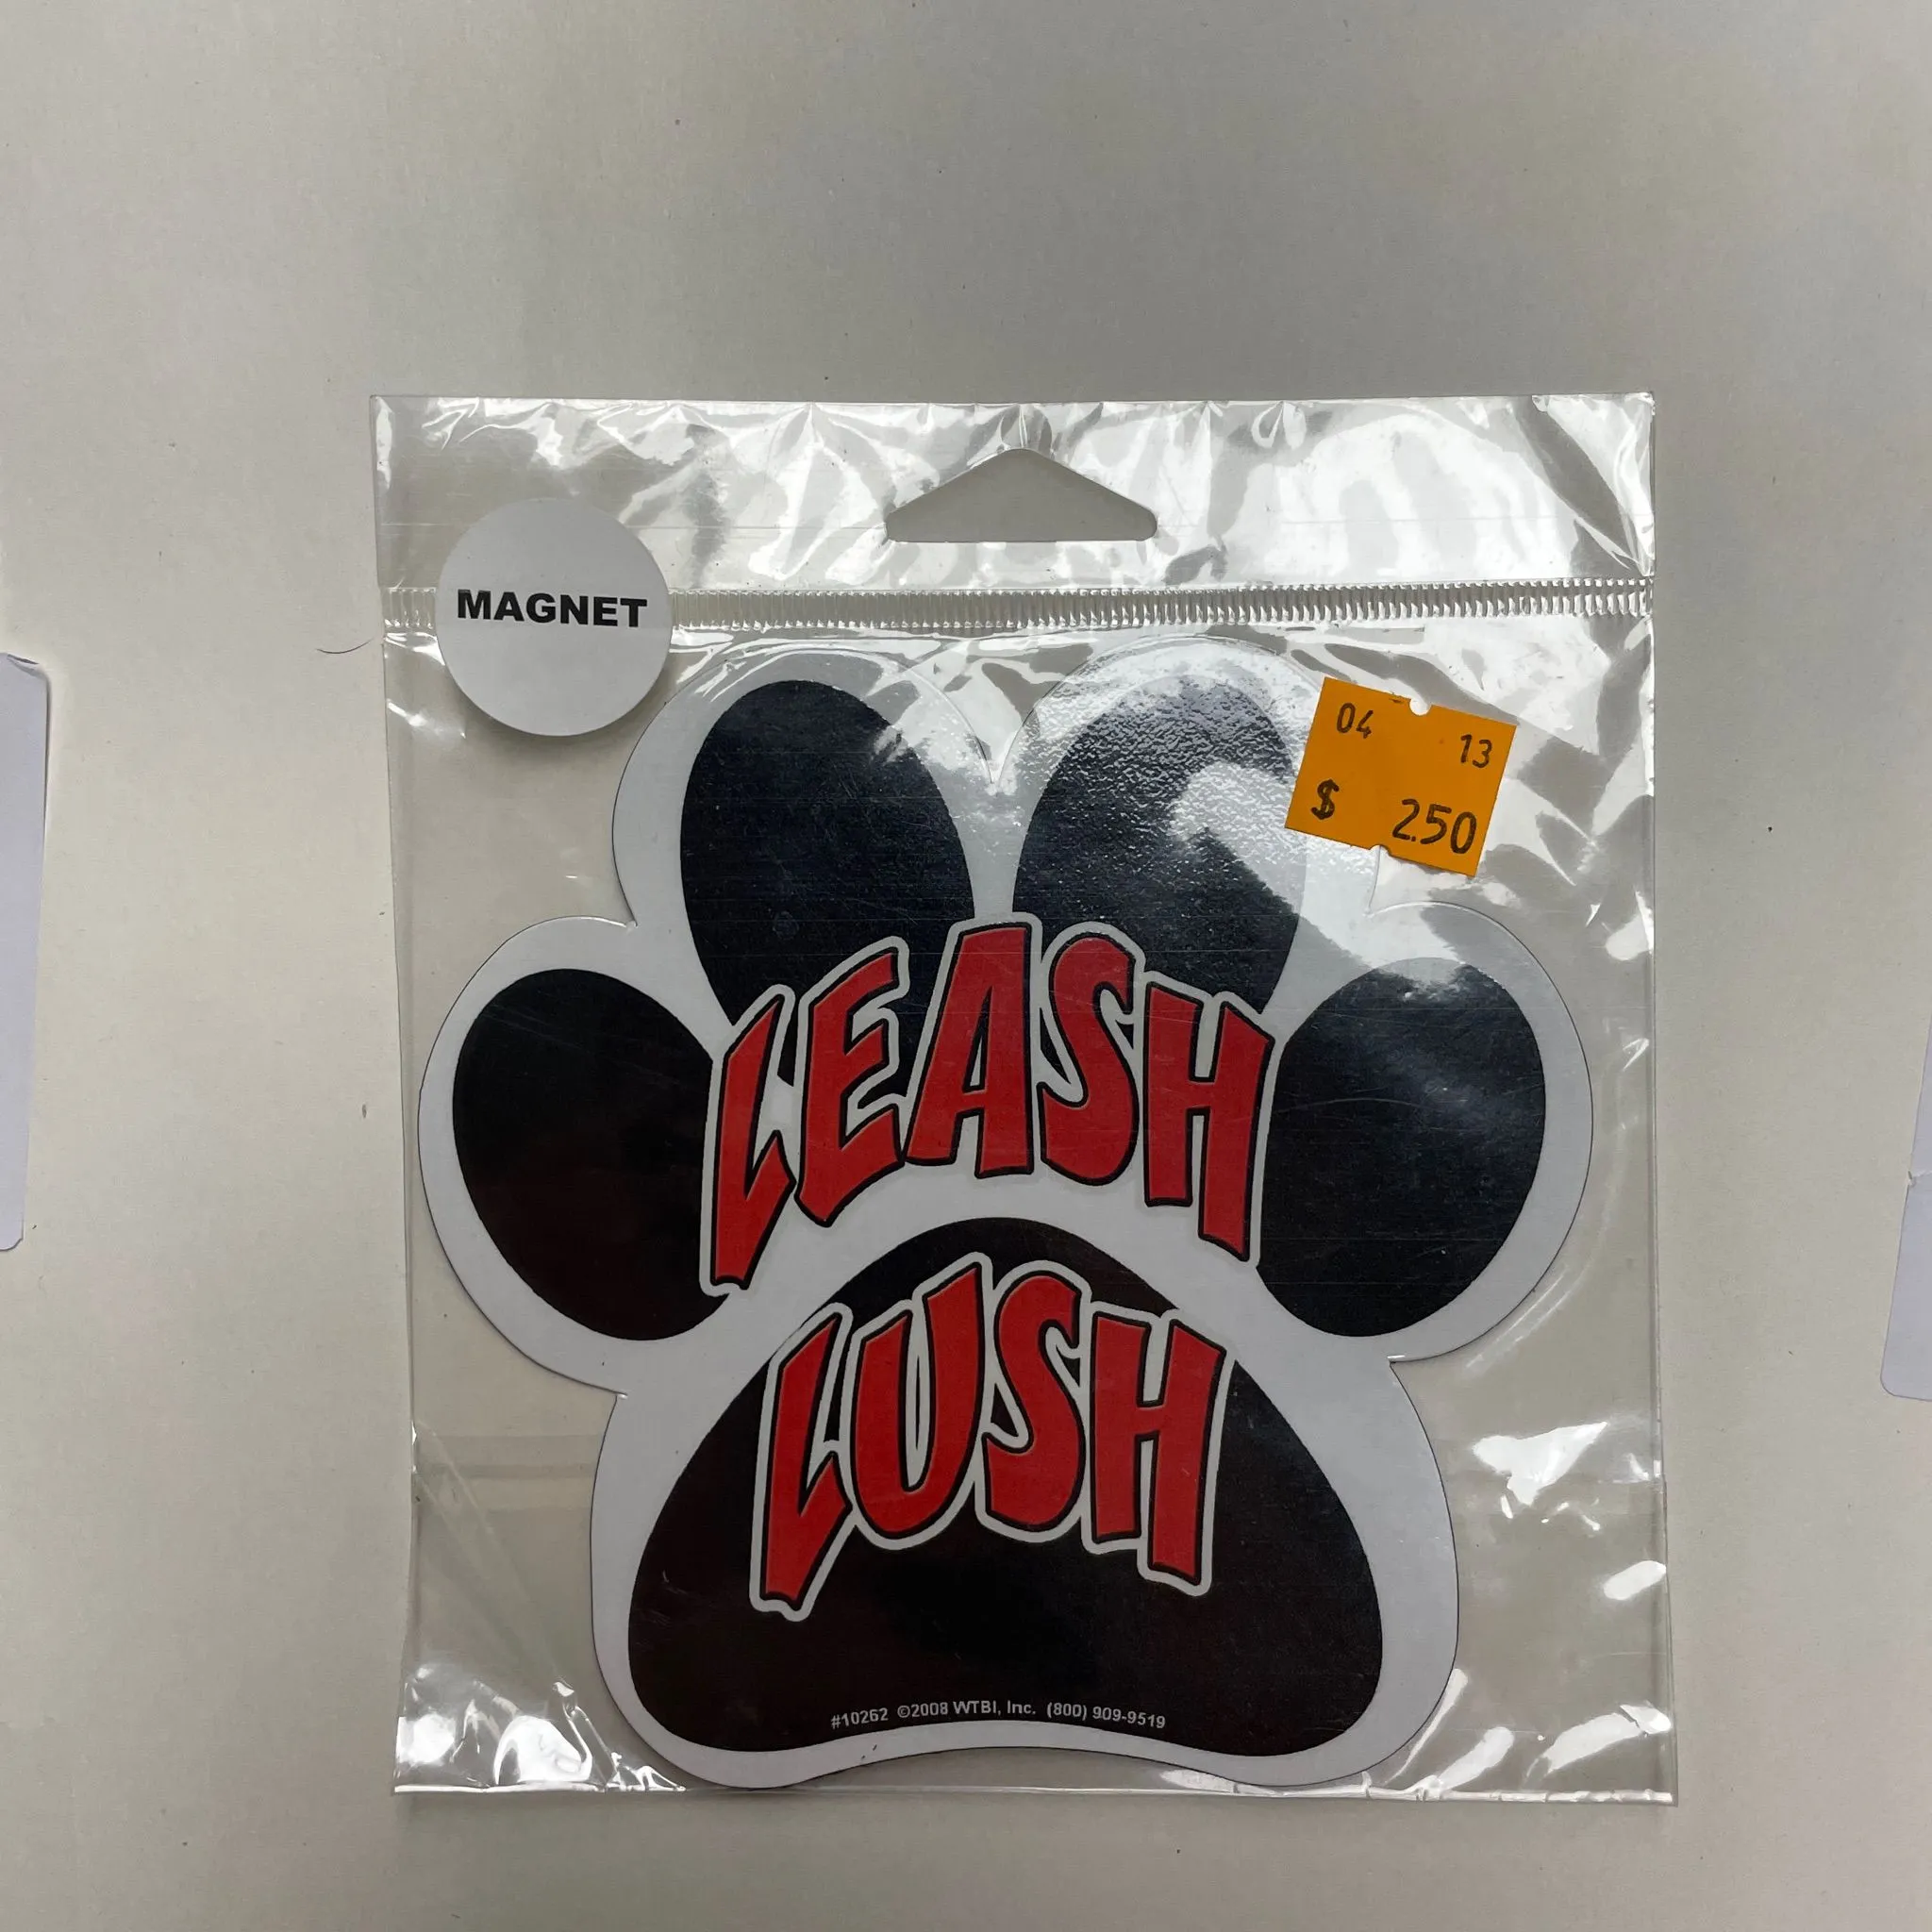 MAGNET
04 13
$ 2.50
LEASH
LUSH
#10262 ©2008 WTBI, Inc. (800) 909-9519